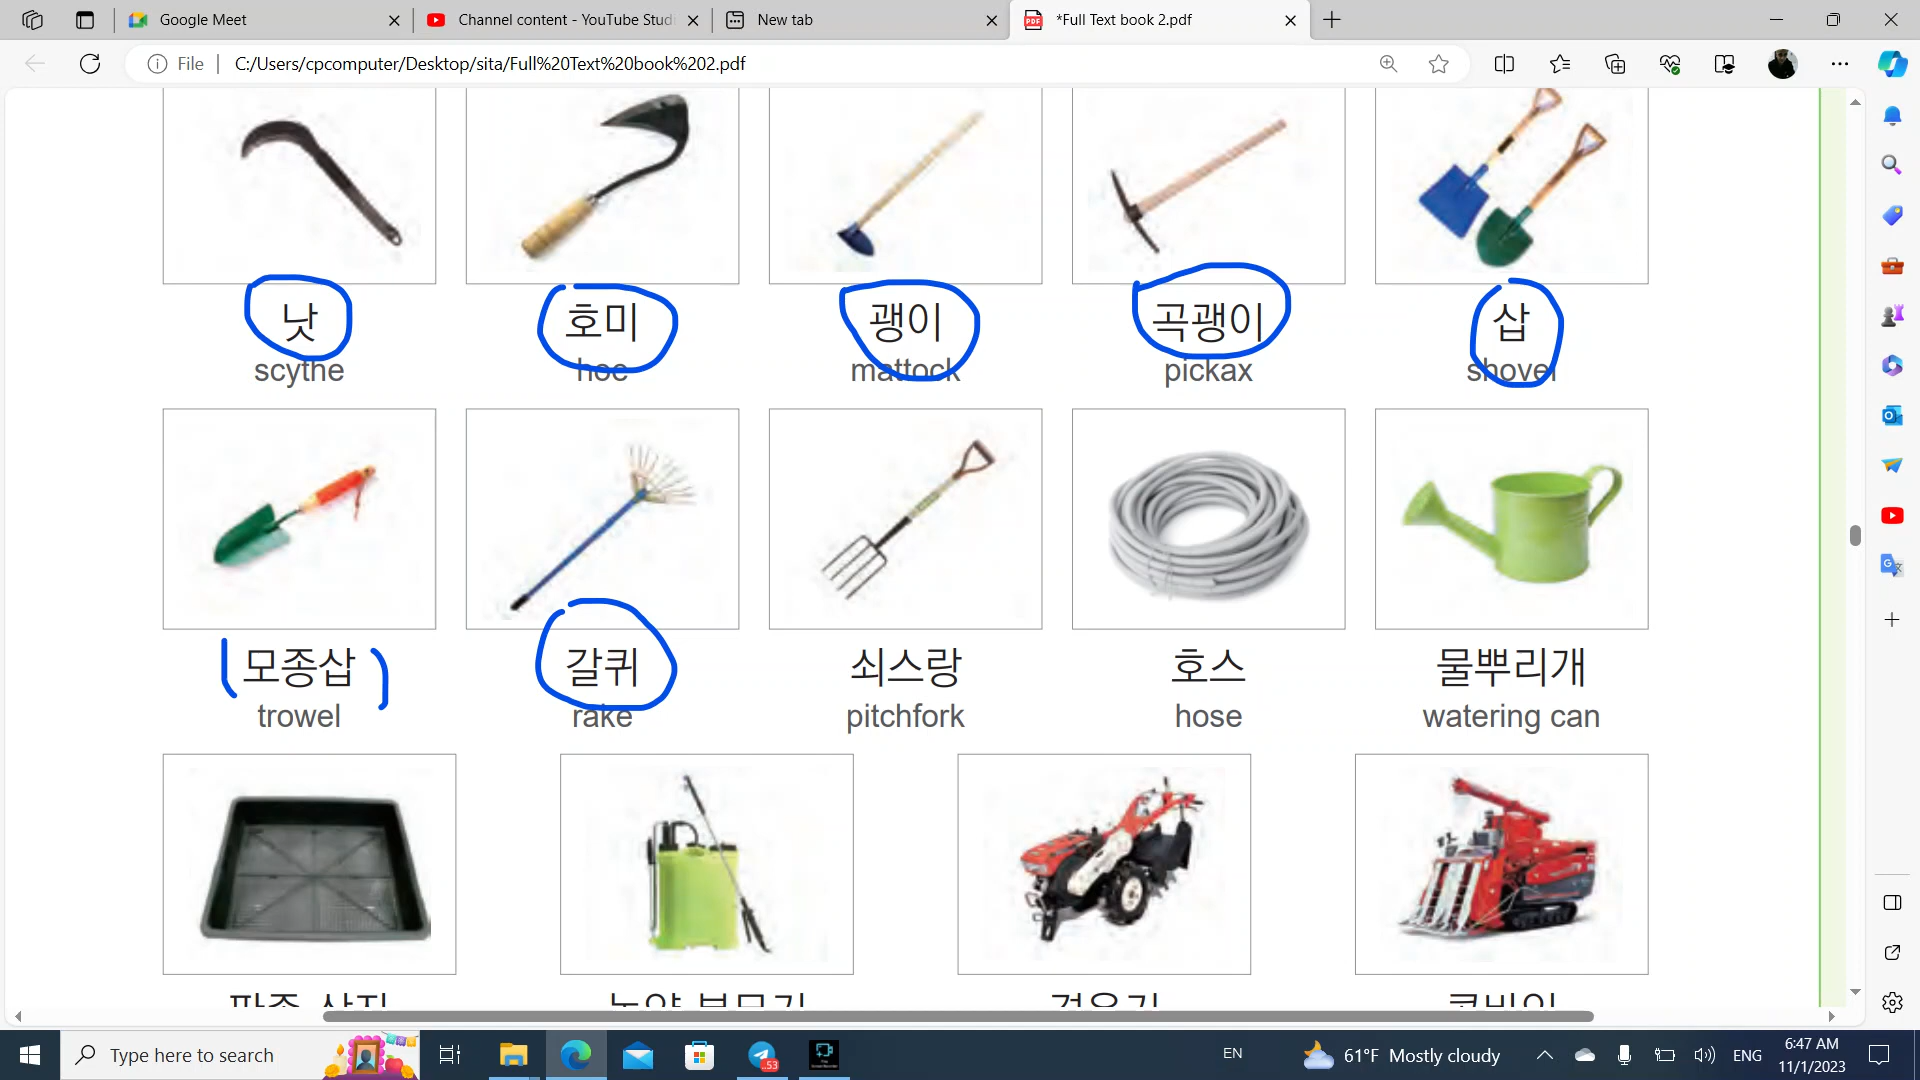 Google Meet
Channel content - YouTube Stud
New tab
*Full Text book 2.pdf
File
C:/Users/cpcomputer/Desktop/sita/Full%20Text%20book%202.pdf
낫 호미 괭이 곡괭이 삽
scythe hoe mattock pickax shovel
모종삽 갈퀴 쇠스랑 호스 물뿌리개
trowel rake pitchfork hose watering can
Type here to search
.53
EN
61°F Mostly cloudy
ENG
6:47 AM
11/1/2023